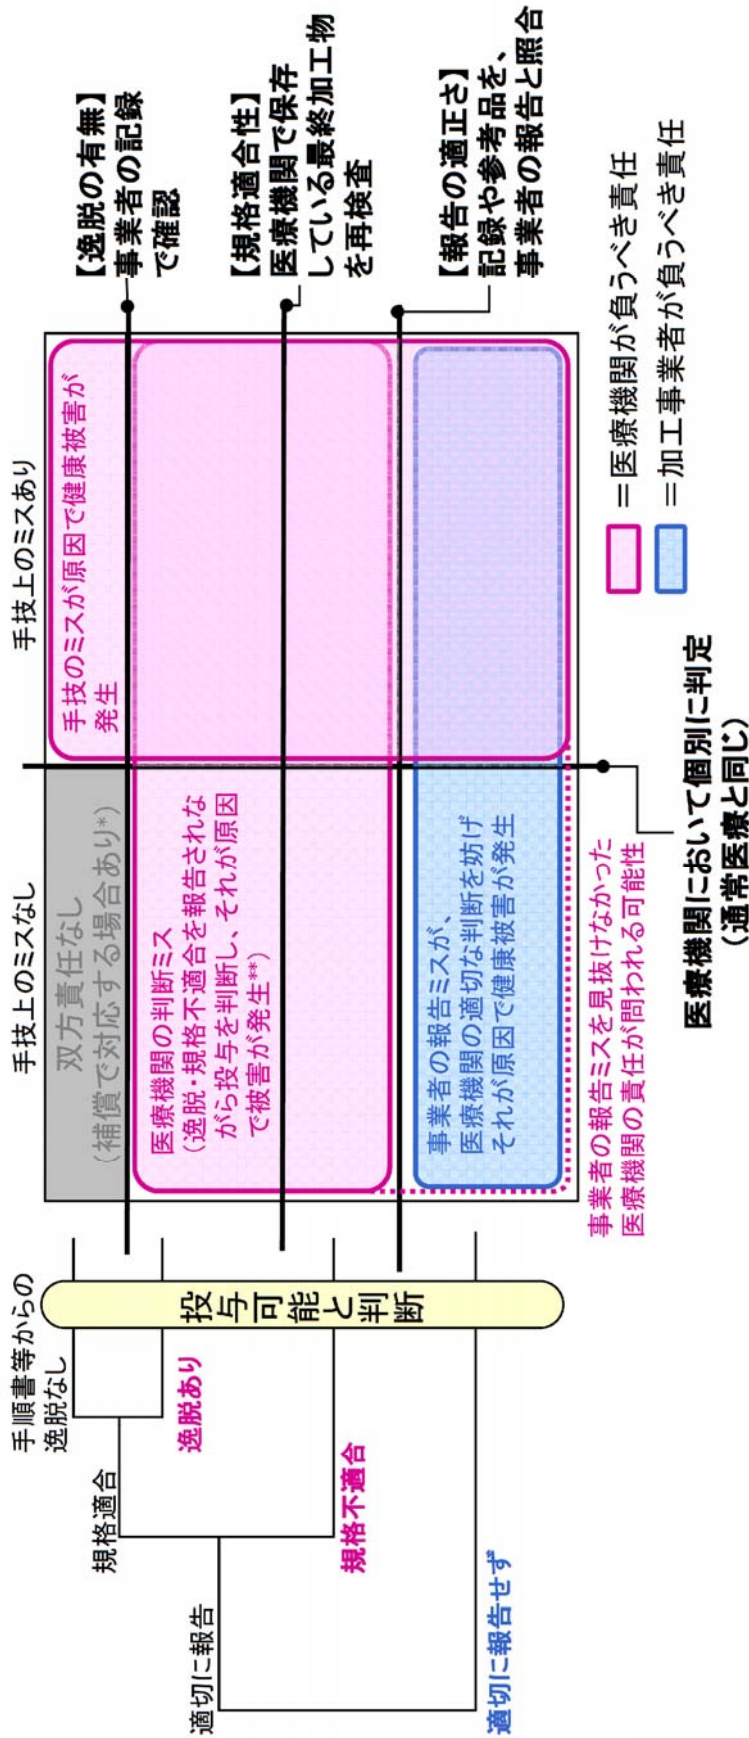 手順書等からの
逸脱なし
逸脱あり
規格適合
規格不適合
適切に報告
適切に報告せず
投与可能と判断
手技上のミスなし
手技上のミスあり
双方責任なし
(補償で対応する場合あり*)
手技のミスが原因で健康被害が
発生
医療機関の判断ミス
(逸脱・規格不適合を報告されな
がら投与を判断し、それが原因
で被害が発生**)
事業者の報告ミスが、
医療機関の適切な判断を妨げ
それが原因で健康被害が発生
事業者の報告ミスを見抜けなかった
医療機関の責任が問われる可能性
【逸脱の有無】
事業者の記録
で確認
【規格適合性】
医療機関で保存
している最終加工物
を再検査
【報告の適正さ】
記録や参考品を、
事業者の報告と照合
医療機関において個別に判定
(通常医療と同じ)
=医療機関が負うべき責任
=加工事業者が負うべき責任